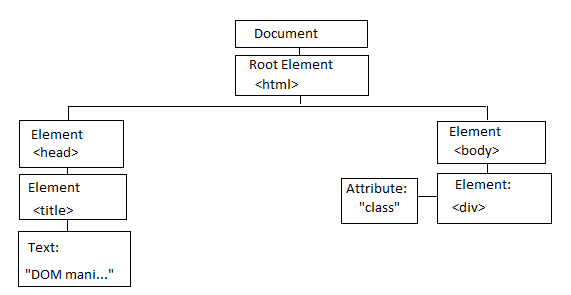 Document
Root Element
<html>
Element
<head>
Element
<body>
Element
<title>
Attribute:
"class"
Element:
<div>
Text:
"DOM mani..."